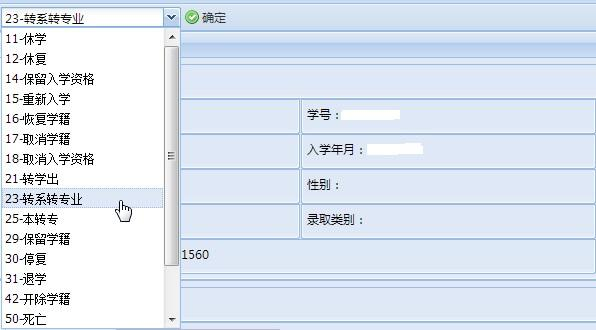 23-转系转专业
确定
11-休学
12-休复
14-保留入学资格
15-重新入学
16-恢复学籍
17-取消学籍
18-取消入学资格
21-转学出
23-转系转专业
25-本转专
29-保留学籍
30-停复
31-退学
42-开除学籍
50-死亡
学号：
入学年月：
性别：
录取类别：
1560